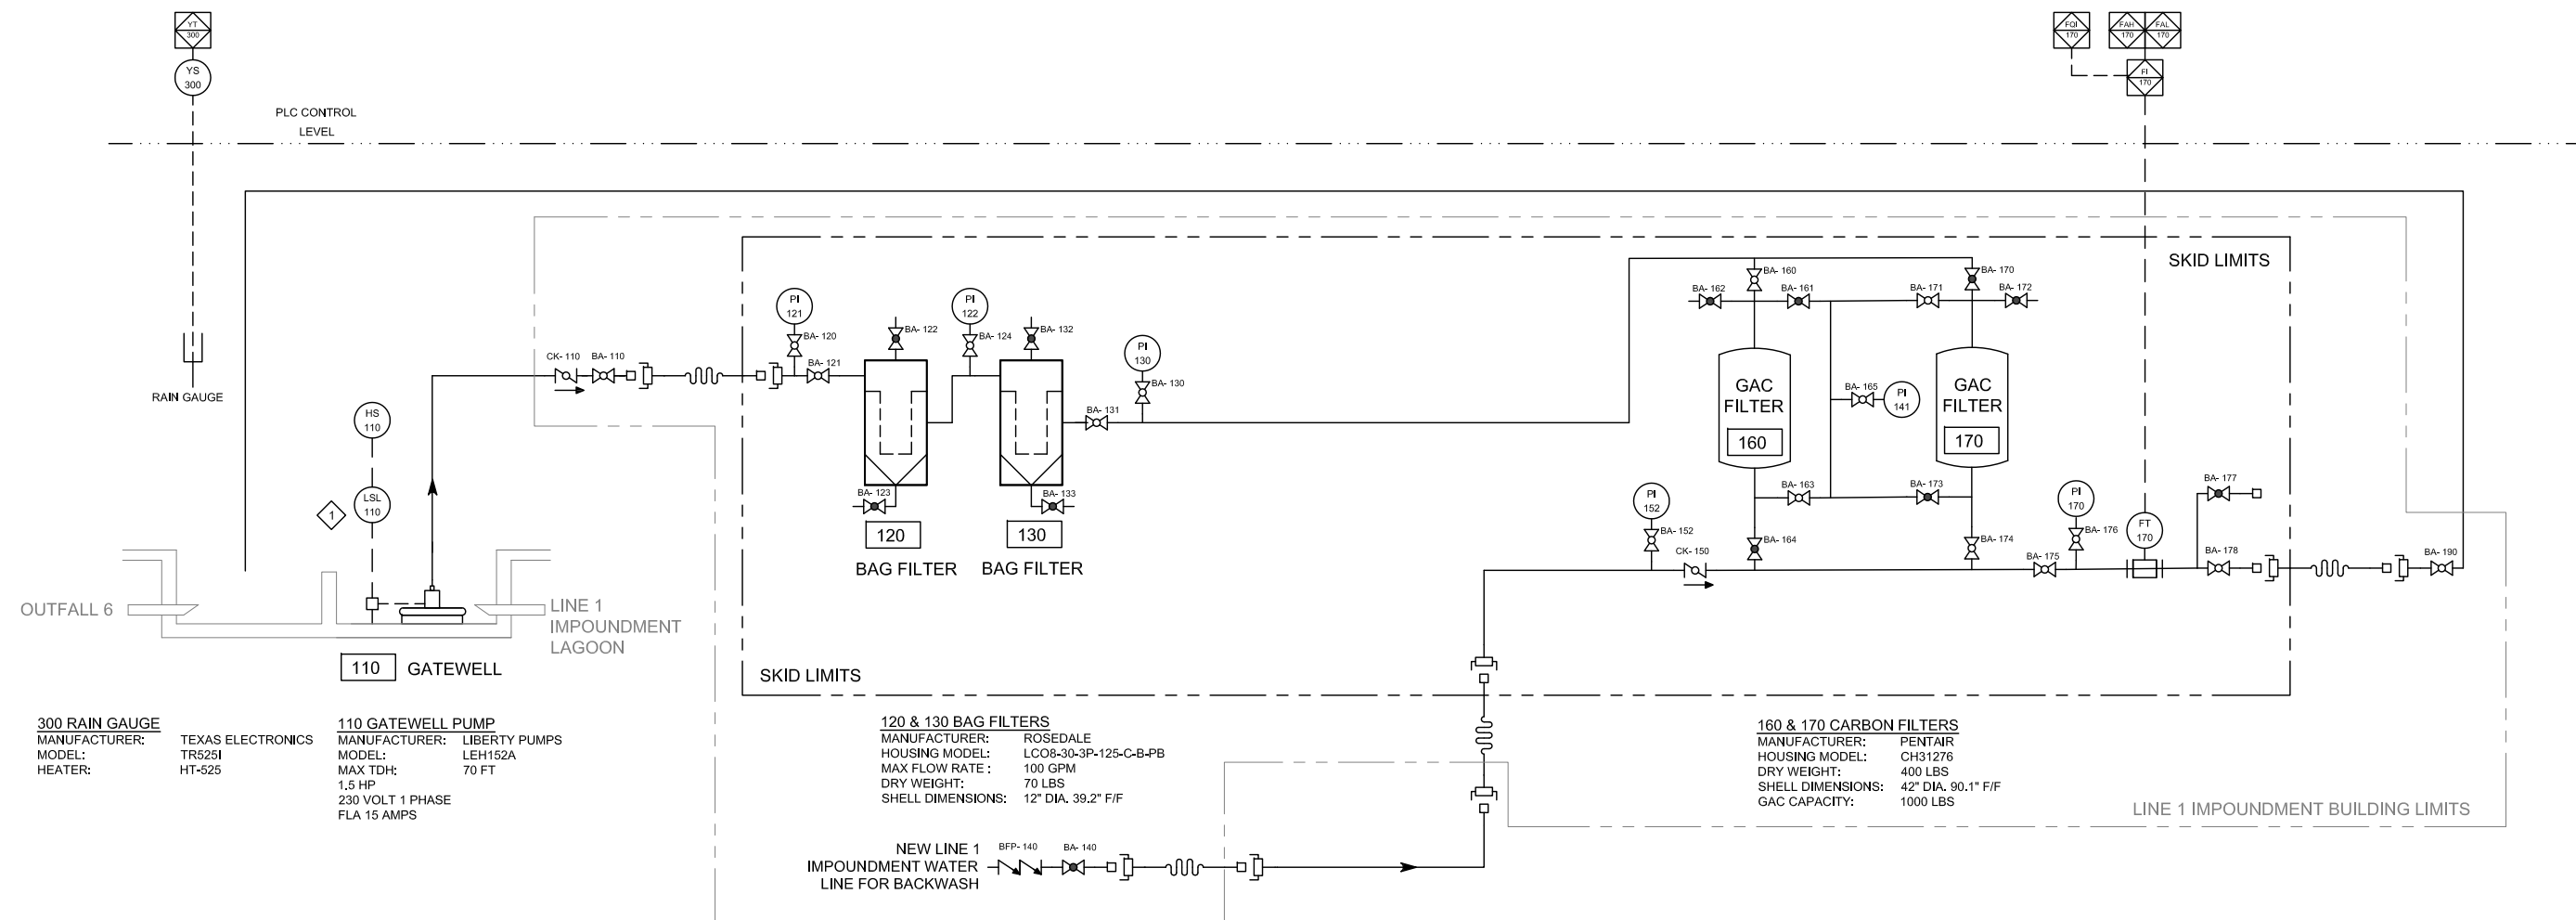 YT
300
YS
300
FQI
170
FAH
170
FAL
170
FI
170
PLC CONTROL
LEVEL
RAIN GAUGE
SKID LIMITS
CK- 110
BA- 110
PI
121
BA- 120
BA- 121
BA- 122
PI
122
BA- 124
BA- 132
PI
130
BA- 130
BA- 131
BA- 123
BA- 133
120
BAG FILTER
130
BAG FILTER
BA- 160
BA- 170
BA- 162
BA- 161
BA- 171
BA- 172
GAC
FILTER
160
BA- 165
PI
141
GAC
FILTER
170
BA- 163
BA- 173
PI
152
BA- 152
CK- 150
BA- 164
BA- 174
BA- 175
PI
170
BA- 176
FT
170
BA- 177
BA- 178
BA- 190
HS
110
LSL
110
1
OUTFALL 6
LINE 1
IMPOUNDMENT
LAGOON
110
GATEWELL
SKID LIMITS
300 RAIN GAUGE
MANUFACTURER: TEXAS ELECTRONICS
MODEL: TR525I
HEATER: HT-525
110 GATEWELL PUMP
MANUFACTURER: LIBERTY PUMPS
MODEL: LEH152A
MAX TDH: 70 FT
1.5 HP
230 VOLT 1 PHASE
FLA 15 AMPS
120 & 130 BAG FILTERS
MANUFACTURER: ROSEDALE
HOUSING MODEL: LCO8-30-3P-125-C-B-PB
MAX FLOW RATE : 100 GPM
DRY WEIGHT: 70 LBS
SHELL DIMENSIONS: 12" DIA. 39.2" F/F
160 & 170 CARBON FILTERS
MANUFACTURER: PENTAIR
HOUSING MODEL: CH31276
DRY WEIGHT: 400 LBS
SHELL DIMENSIONS: 42" DIA. 90.1" F/F
GAC CAPACITY: 1000 LBS
LINE 1 IMPOUNDMENT BUILDING LIMITS
NEW LINE 1
IMPOUNDMENT WATER
LINE FOR BACKWASH
BFP- 140
BA- 140